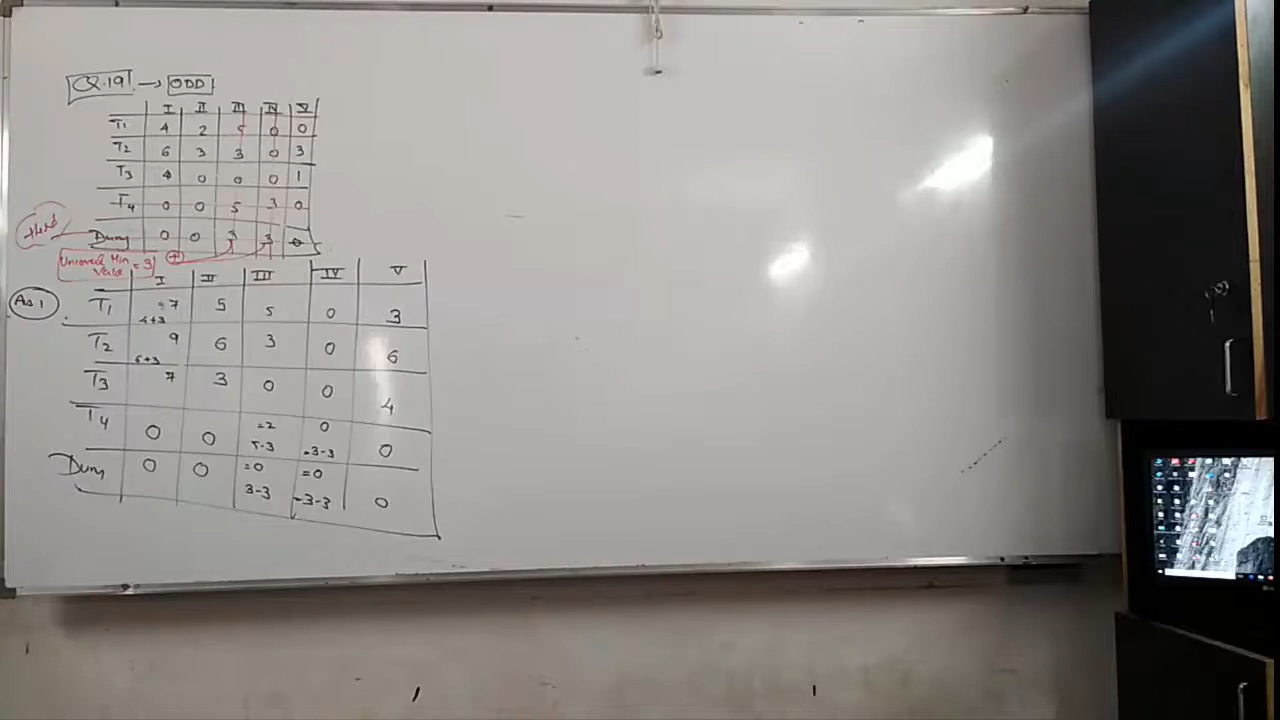 Q.19 → ODD
I II III IV V
T1 4 2 5 0 0
T2 6 3 3 0 3
T3 4 0 0 0 1
T4 0 0 5 3 0
Dumy 0 0 3 3 0
Min
Value = 3
+
I II III IV V
As.1
T1 =7 5 5 0 3
4+3
T2 9 6 3 0 6
6+3
T3 7 3 0 0 4
T4 0 0 =2 0 0
5-3 =3-3
Dumy 0 0 =0 =0 0
3-3 =3-3